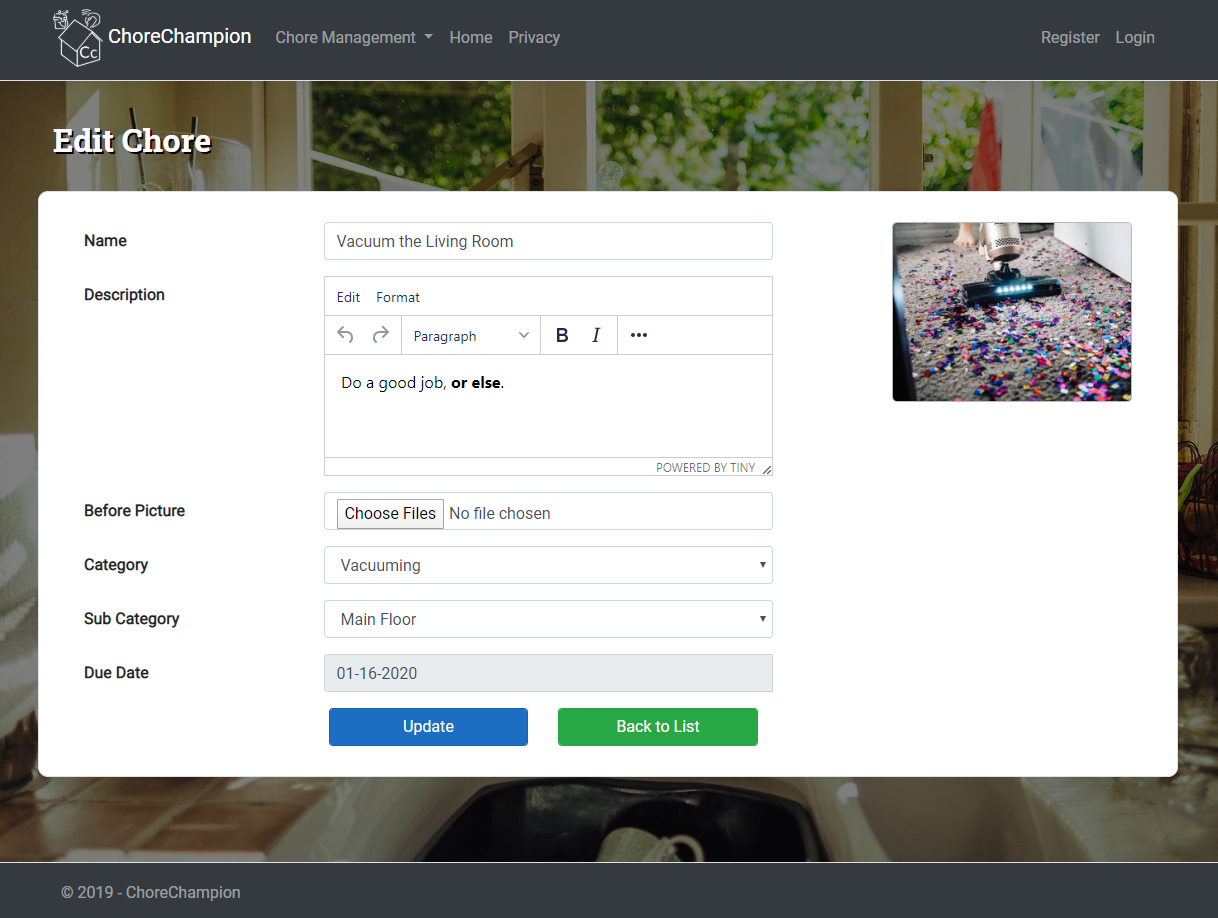 Cc ChoreChampion Chore Management Home Privacy Register Login
Edit Chore
Name Vacuum the Living Room
Description Edit Format
Paragraph B I
Do a good job, or else.
POWERED BY TINY
Before Picture Choose Files No file chosen
Category Vacuuming
Sub Category Main Floor
Due Date 01-16-2020
Update Back to List
© 2019 - ChoreChampion